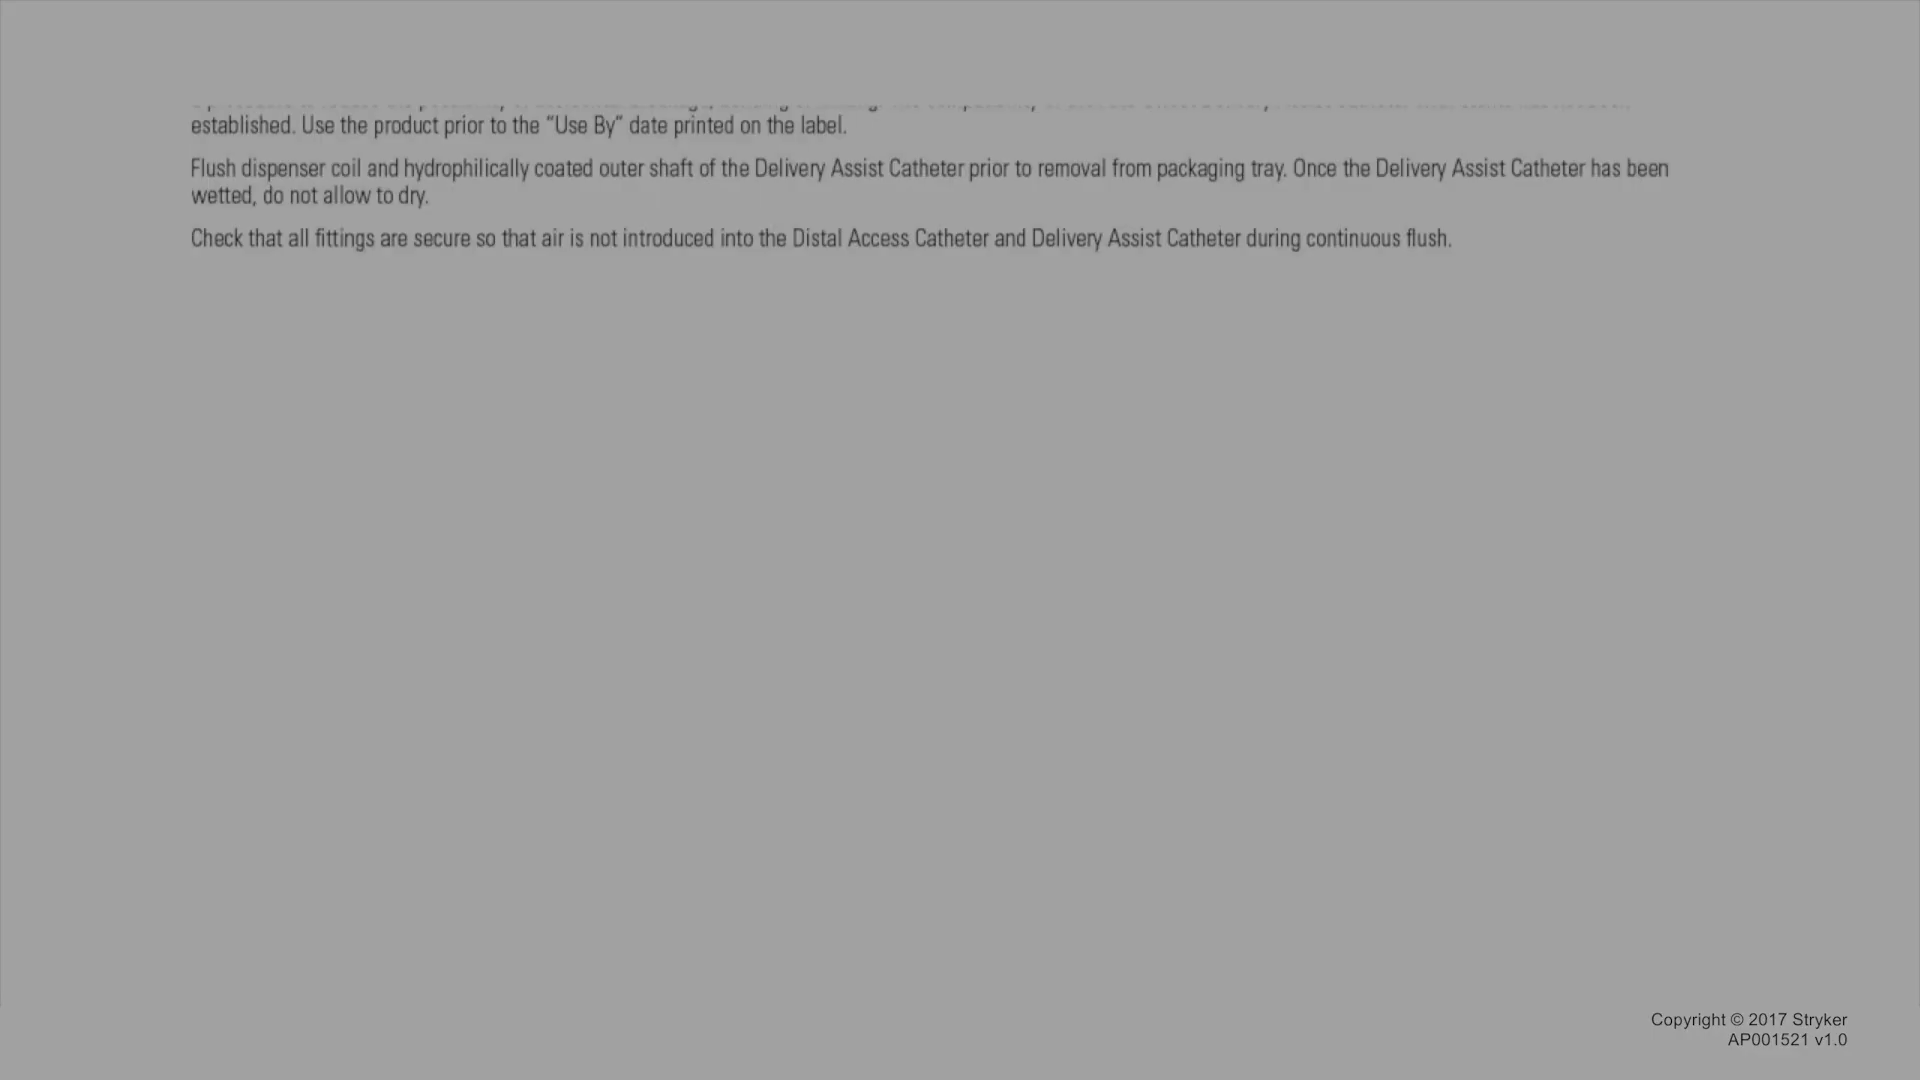 established. Use the product prior to the “Use By” date printed on the label.
Flush dispenser coil and hydrophilically coated outer shaft of the Delivery Assist Catheter prior to removal from packaging tray. Once the Delivery Assist Catheter has been
wetted, do not allow to dry.
Check that all fittings are secure so that air is not introduced into the Distal Access Catheter and Delivery Assist Catheter during continuous flush.
Copyright © 2017 Stryker
AP001521 v1.0